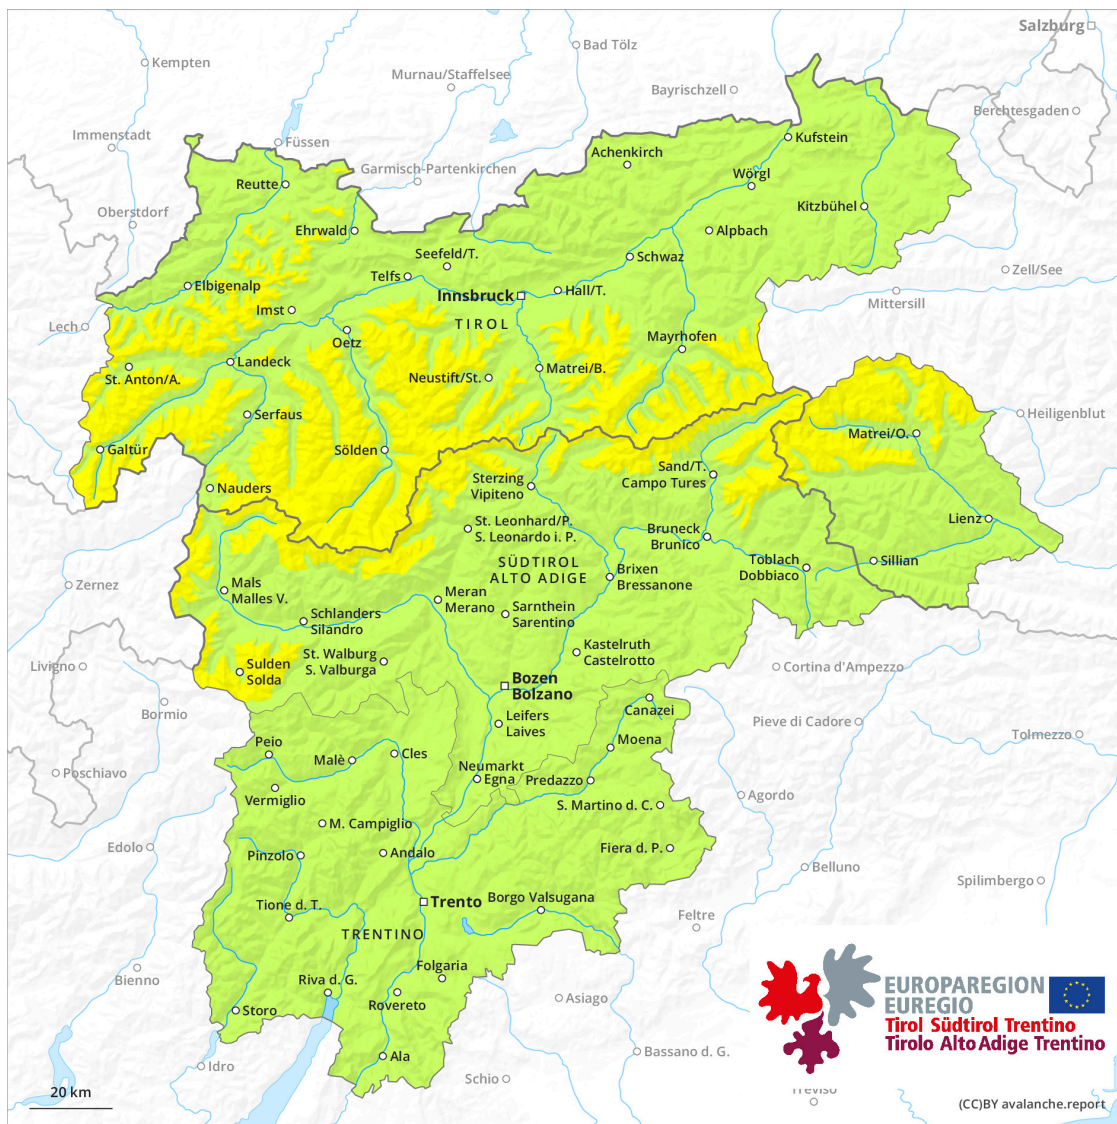 Salzburg
Bad Tölz
Kempten
Murnau/Staffelsee
Bayrischzell
Berchtesgaden
Immenstadt
Füssen
Kufstein
Achenkirch
Garmisch-Partenkirchen
Wörgl
Reutte
Oberstdorf
Kitzbühel
Ehrwald
Alpbach
Seefeld/T.
Schwaz
Zell/See
Telfs
Elbigenalp
Hall/T.
Innsbruck
Mittersill
Imst
TIROL
Lech
Oetz
Mayrhofen
Landeck
Matrei/B.
St. Anton/A.
Neustift/St.
Serfaus
Heiligenblut
Matrei/O.
Galtür
Sölden
Sand/T.
Campo Tures
Sterzing
Vipiteno
Nauders
Lienz
St. Leonhard/P.
S. Leonardo i. P.
Bruneck
Brunico
SÜDTIROL
ALTO ADIGE
Toblach
Dobbiaco
Sillian
Brixen
Bressanone
Zernez
Mals
Malles V.
Meran
Merano
Sarnthein
Sarentino
Schlanders
Silandro
Kastelruth
Castelrotto
St. Walburg
S. Valburga
Livigno
Sulden
Solda
Cortina d'Ampezzo
Bozen
Bolzano
Bormio
Canazei
Leifers
Laives
Pieve di Cadore
Tolmezzo
Moena
Peio
Malè
Cles
Neumarkt
Egna
Predazzo
Poschiavo
Vermiglio
Agordo
S. Martino d. C.
M. Campiglio
Edolo
Pinzolo
Andalo
Fiera d. P.
Belluno
Spilimbergo
Trento
Borgo Valsugana
Tione d. T.
Feltre
TRENTINO
Folgaria
Bienno
Riva d. G.
Rovereto
Asiago
Storo
EUROPAREGION
EUREGIO
Tirol Südtirol Trentino
Tirolo Alto Adige Trentino
Ala
Bassano d. G.
Idro
Schio
Treviso
20 km
(CC)BY avalanche.report